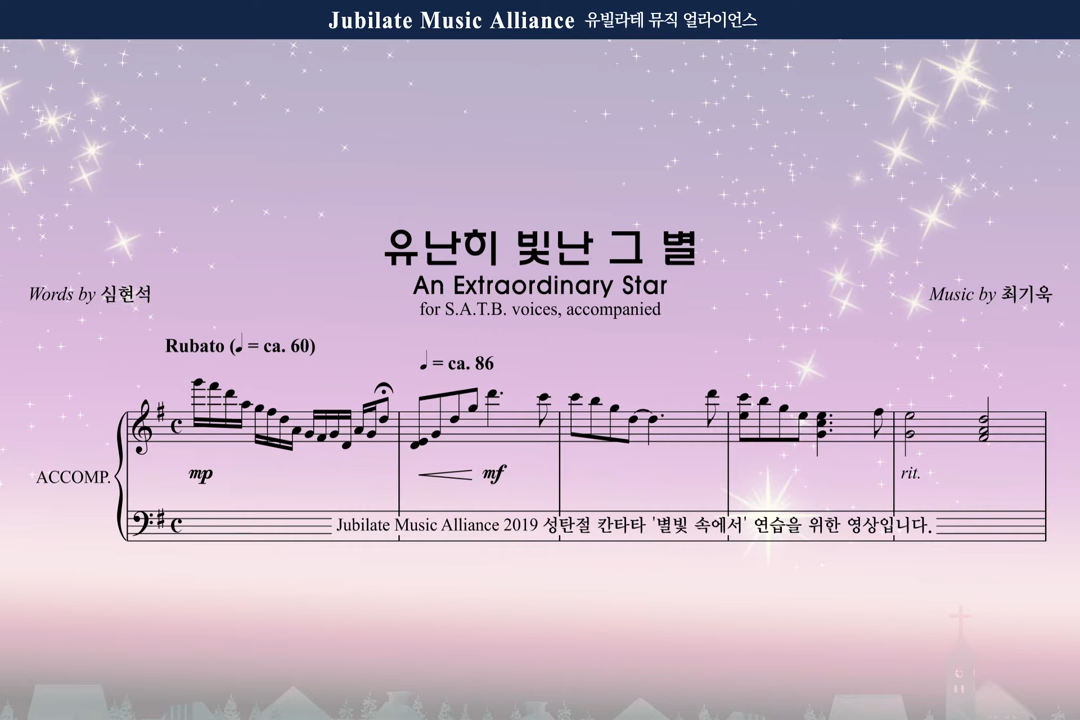 Jubilate Music Alliance 유빌라테 뮤직 얼라이언스
유난히 빛난 그 별
An Extraordinary Star
for S.A.T.B. voices, accompanied
Words by 심현석
Music by 최기욱
Rubato (♩ = ca. 60)
♩ = ca. 86
mp
mf
rit.
ACCOMP.
Jubilate Music Alliance 2019 성탄절 칸타타 '별빛 속에서' 연습을 위한 영상입니다.